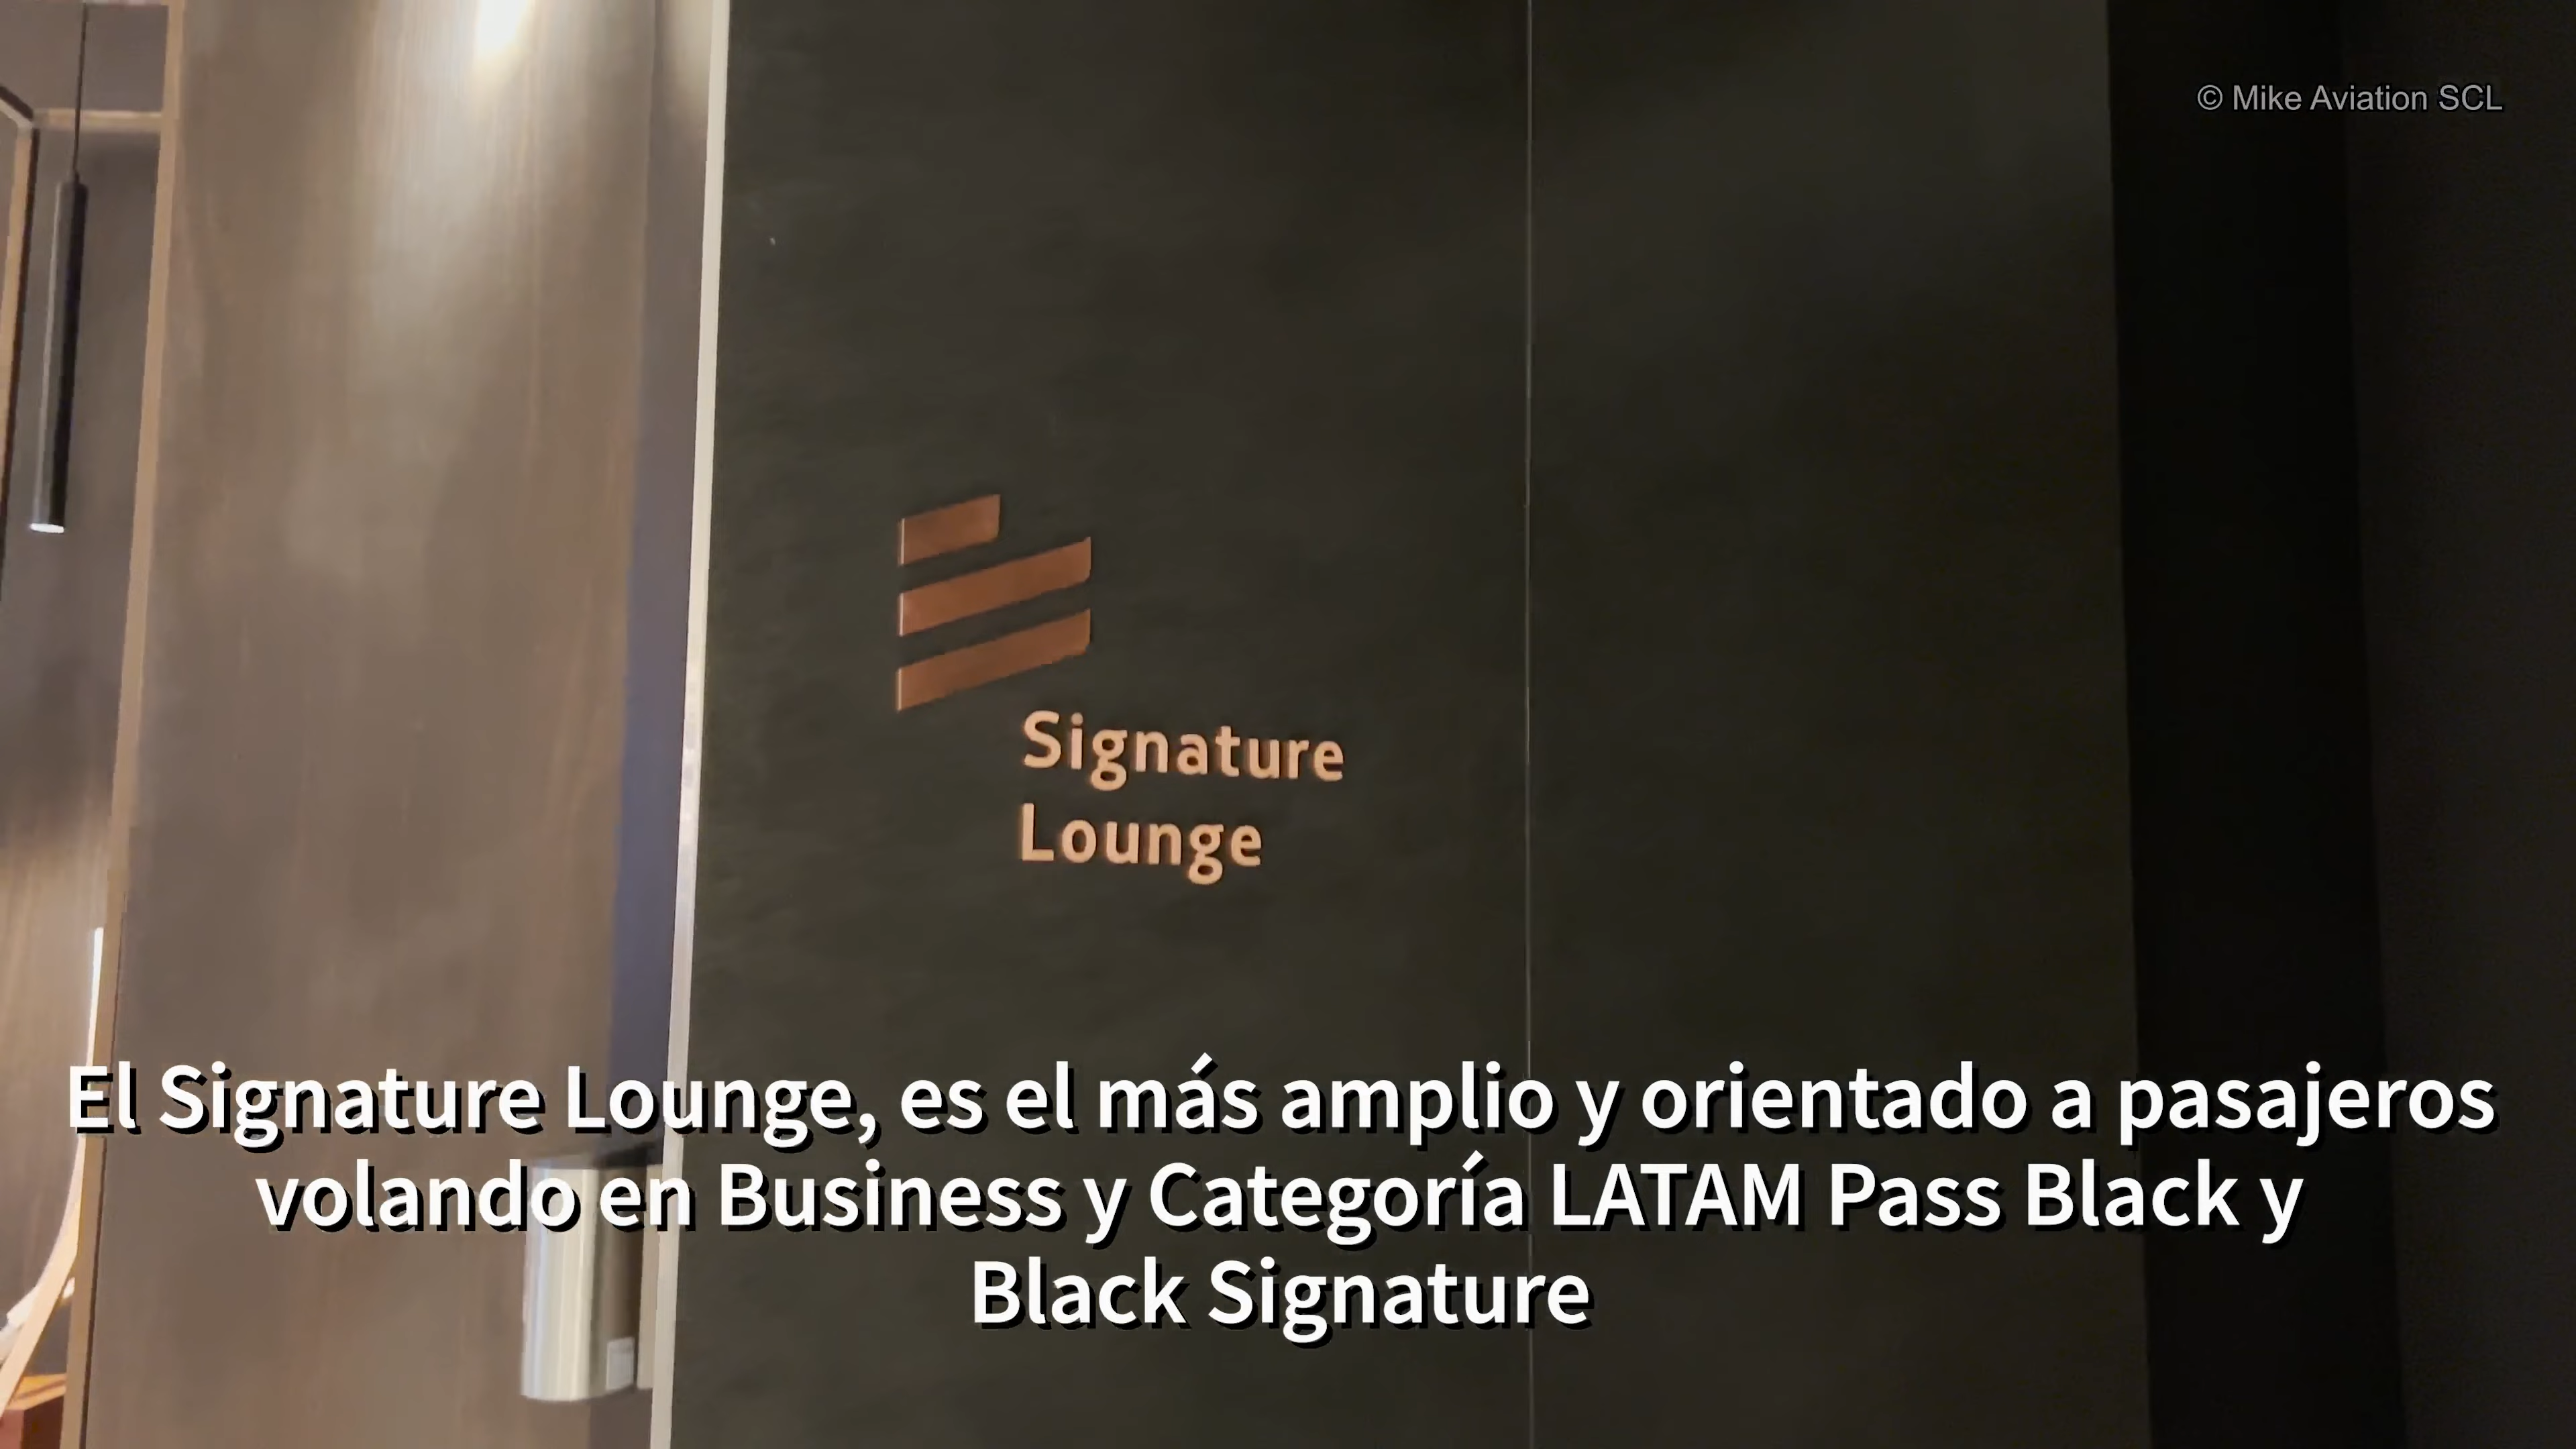 © Mike Aviation SCL
Signature
Lounge
El Signature Lounge, es el más amplio y orientado a pasajeros
volando en Business y Categoría LATAM Pass Black y
Black Signature